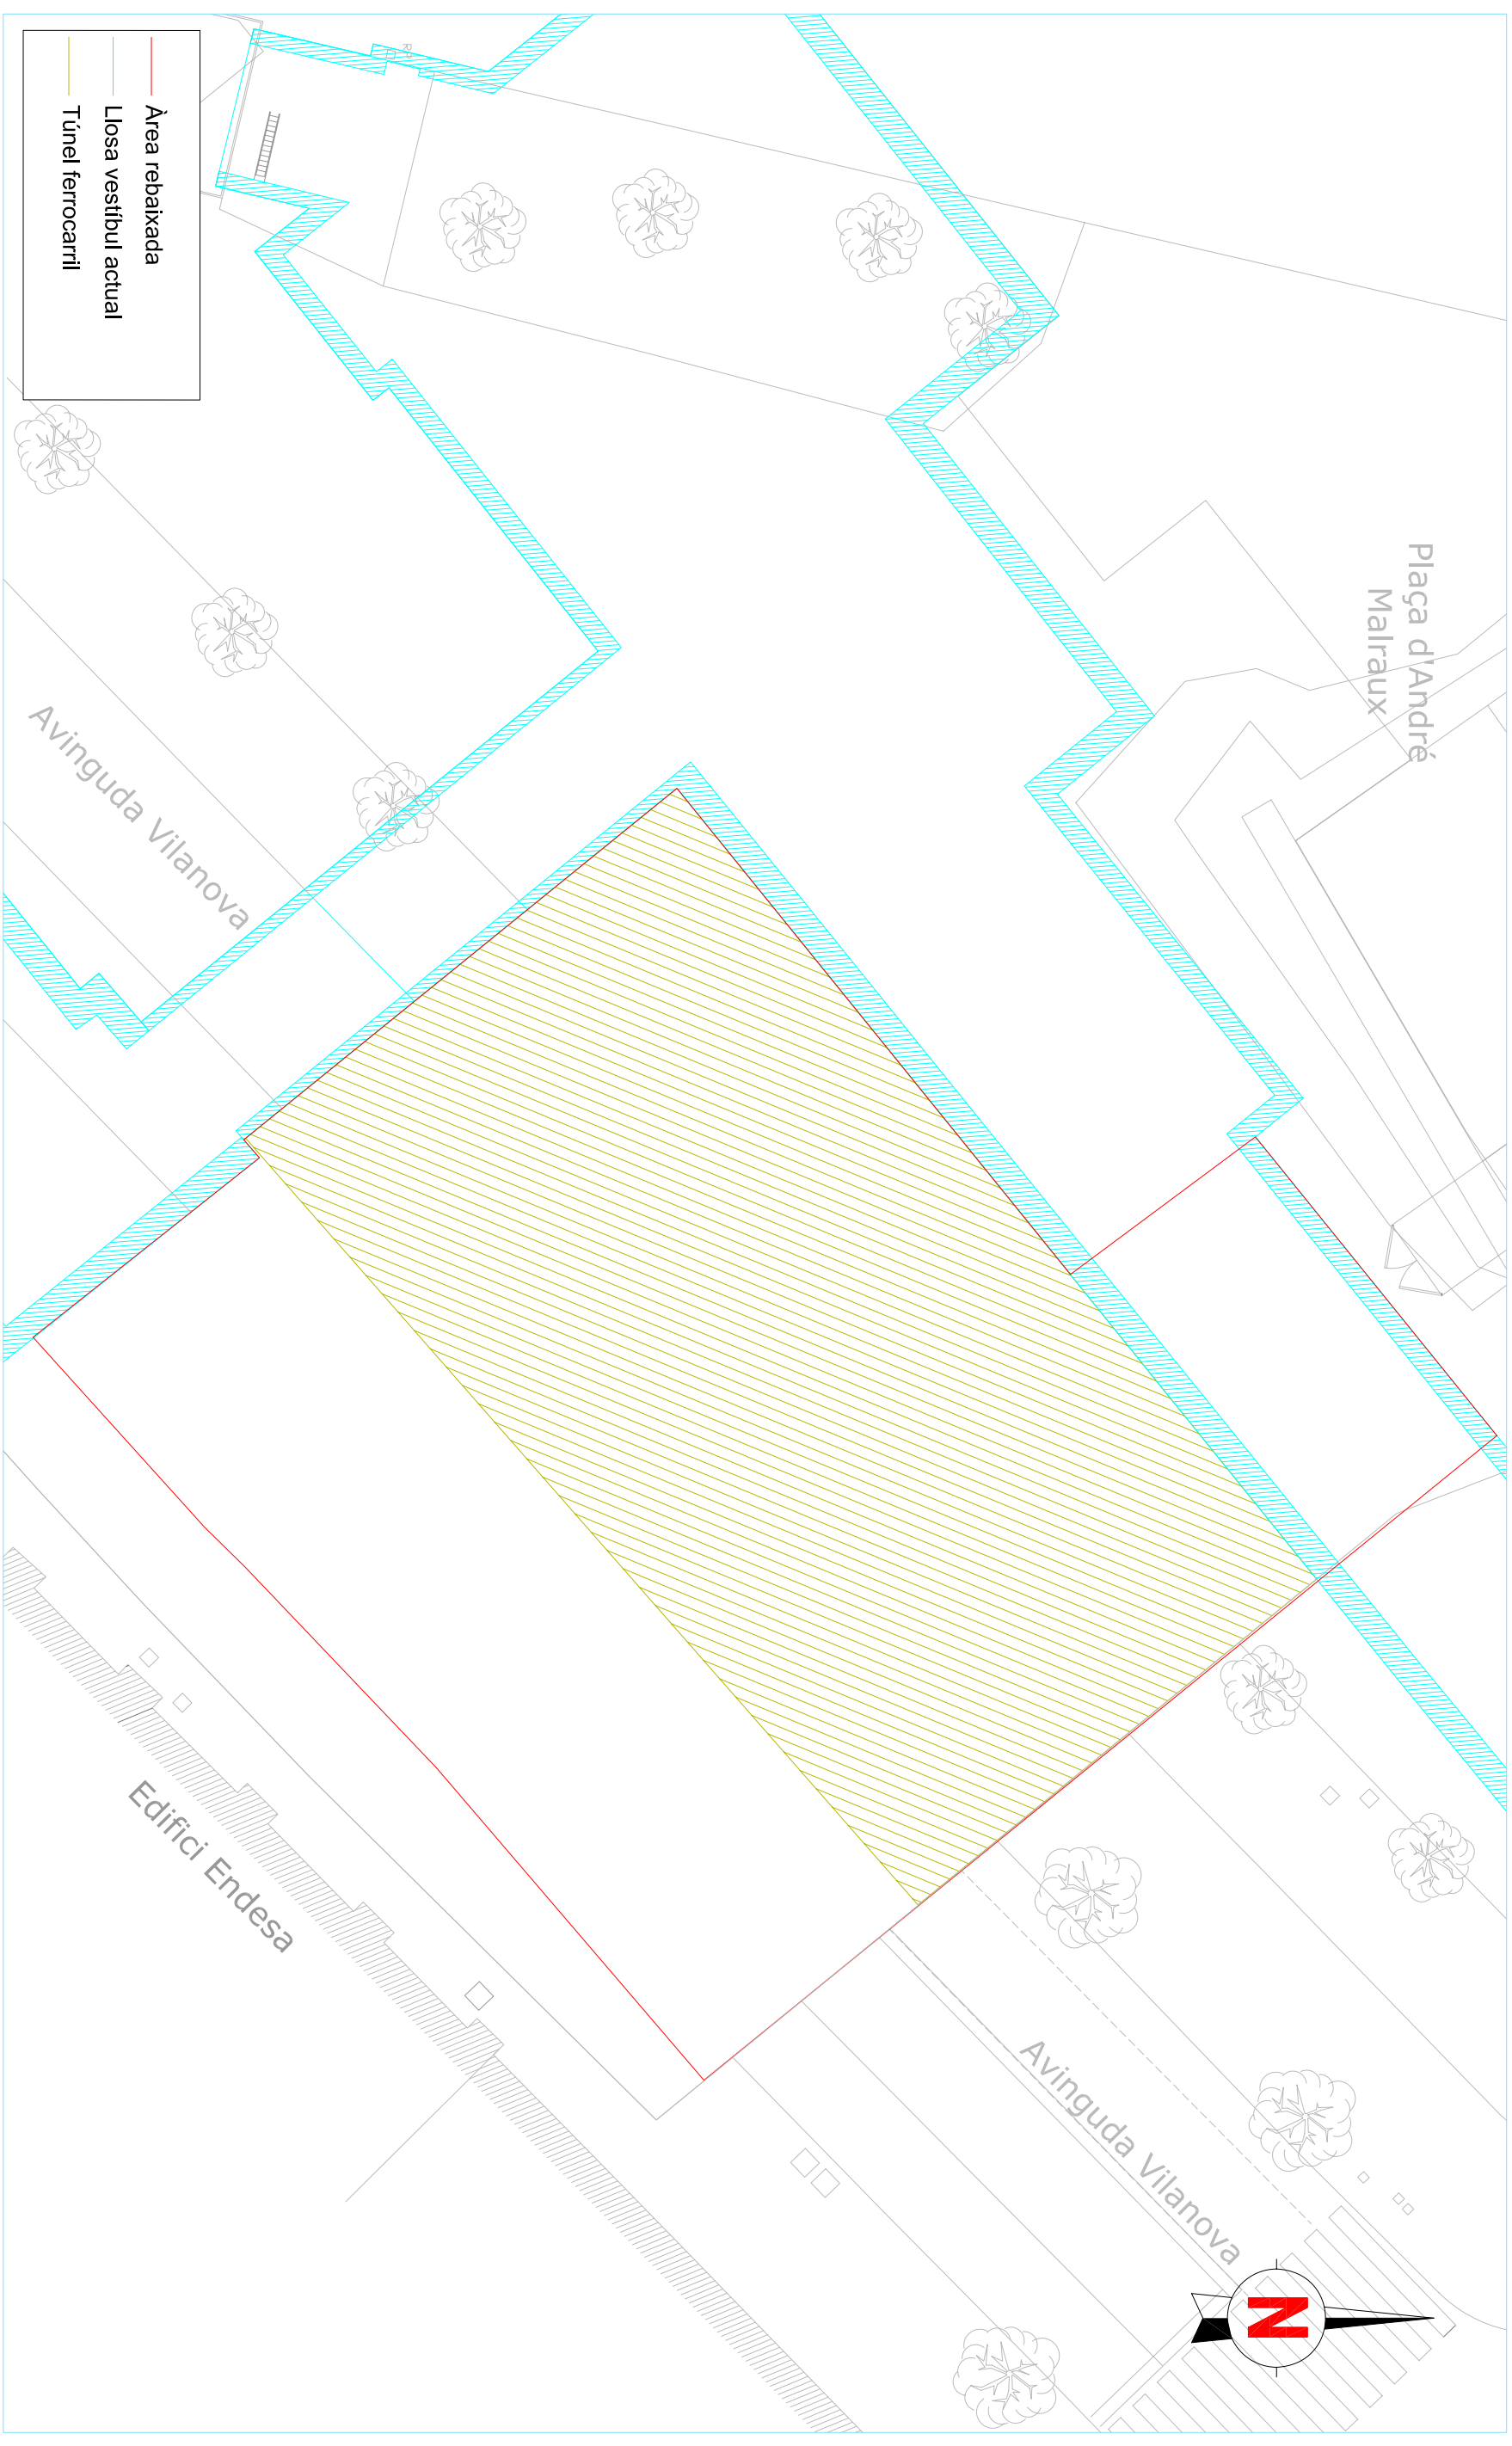 Plaça d'André
Malraux
Avinguda Vilanova
Avinguda Vilanova
Edifici Endesa
Àrea rebaixada
Llosa vestíbul actual
Túnel ferrocarril
N